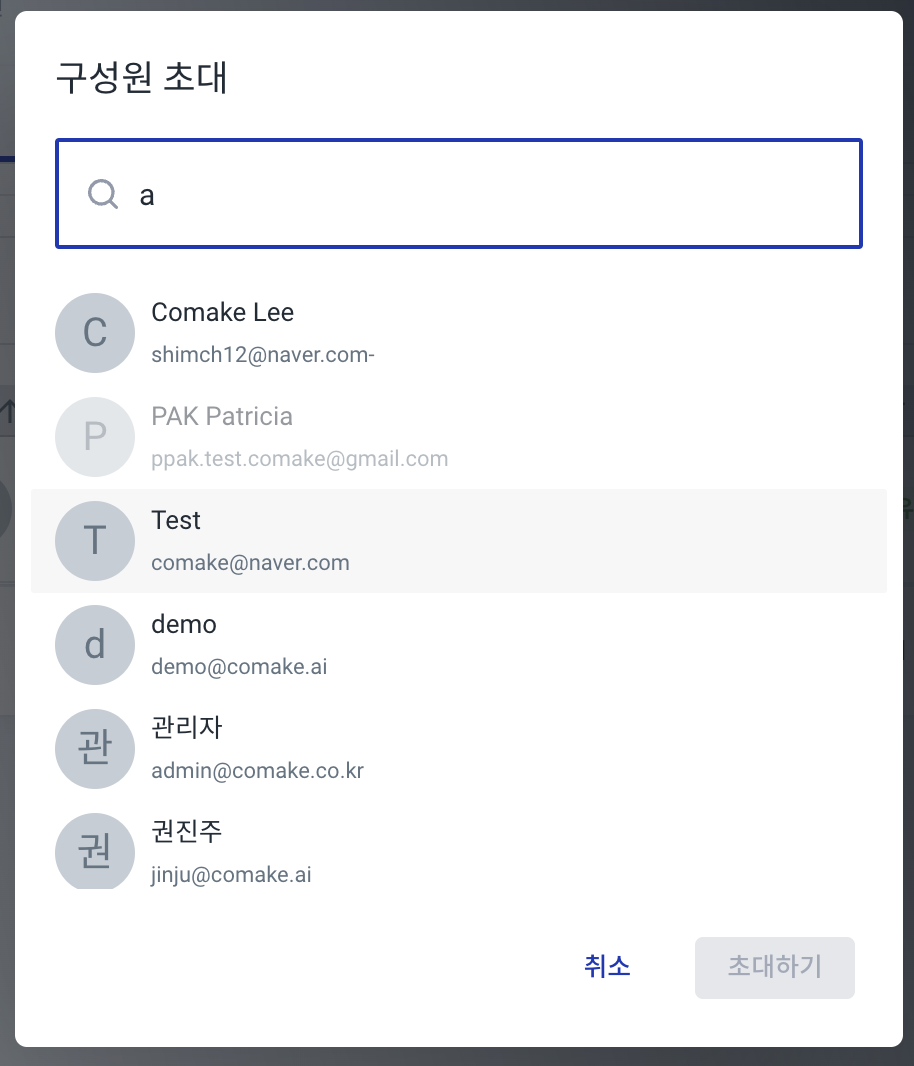 구성원 초대
a
C
Comake Lee
shimch12@naver.com-
P
PAK Patricia
ppak.test.comake@gmail.com
T
Test
comake@naver.com
d
demo
demo@comake.ai
관
관리자
admin@comake.co.kr
권
권진주
jinju@comake.ai
취소
초대하기